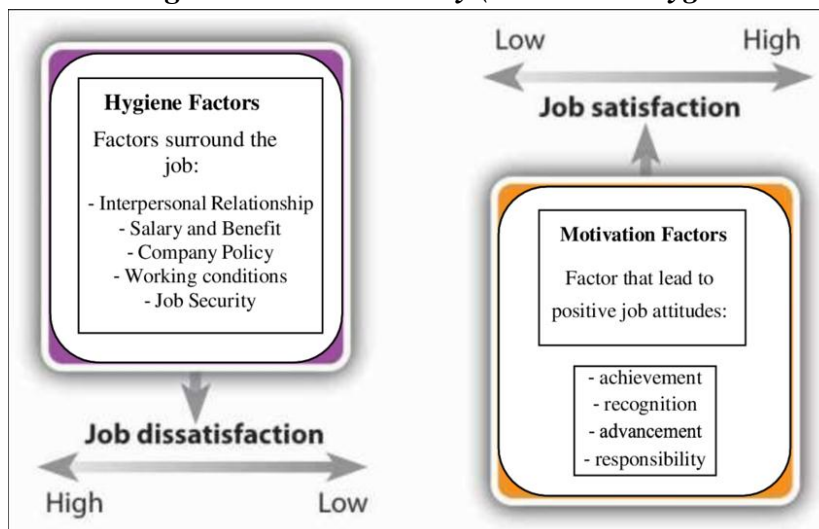 Hygiene Factors
Factors surround the
job:
- Interpersonal Relationship
- Salary and Benefit
- Company Policy
- Working conditions
- Job Security
Job dissatisfaction
High Low
Low High
Job satisfaction
Motivation Factors
Factor that lead to
positive job attitudes:
- achievement
- recognition
- advancement
- responsibility